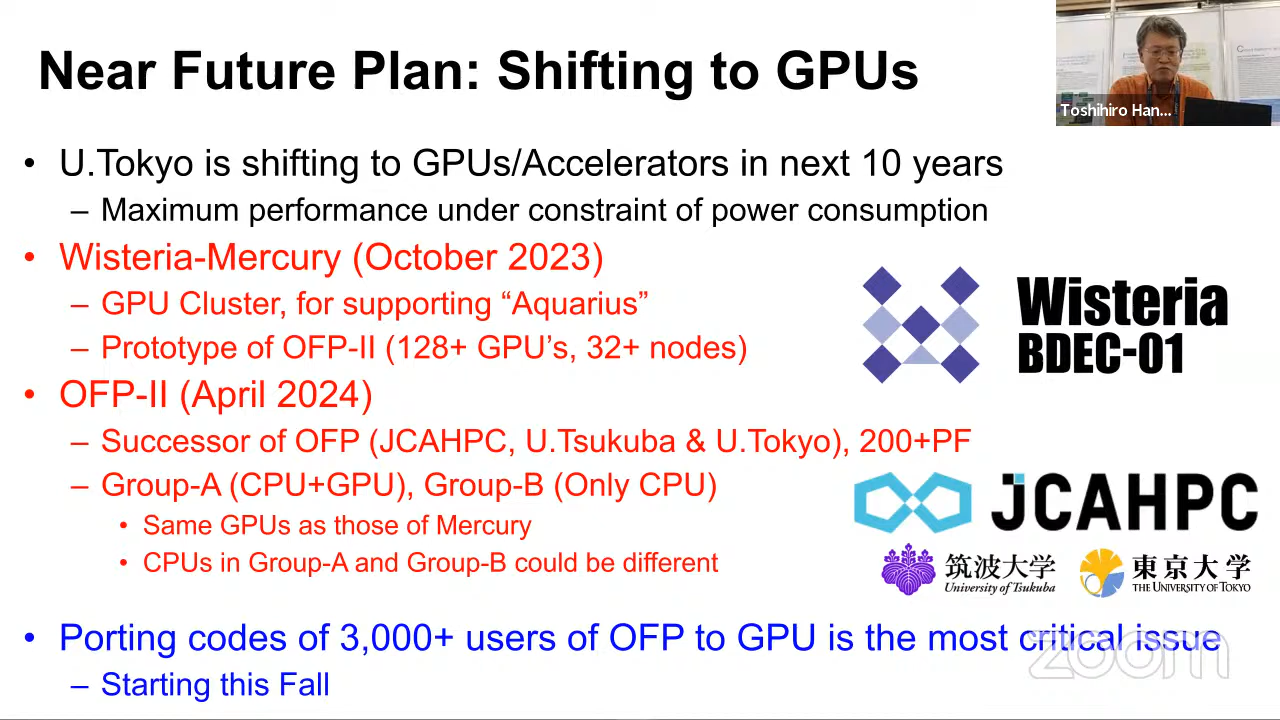 Near Future Plan: Shifting to GPUs
Toshihiro Han...
• U.Tokyo is shifting to GPUs/Accelerators in next 10 years
– Maximum performance under constraint of power consumption
• Wisteria-Mercury (October 2023)
– GPU Cluster, for supporting “Aquarius”
– Prototype of OFP-II (128+ GPU’s, 32+ nodes)
• OFP-II (April 2024)
– Successor of OFP (JCAHPC, U.Tsukuba & U.Tokyo), 200+PF
– Group-A (CPU+GPU), Group-B (Only CPU)
• Same GPUs as those of Mercury
• CPUs in Group-A and Group-B could be different
Wisteria
BDEC-01
JCAHPC
筑波大学
University of Tsukuba
東京大学
THE UNIVERSITY OF TOKYO
• Porting codes of 3,000+ users of OFP to GPU is the most critical issue
– Starting this Fall
zoom